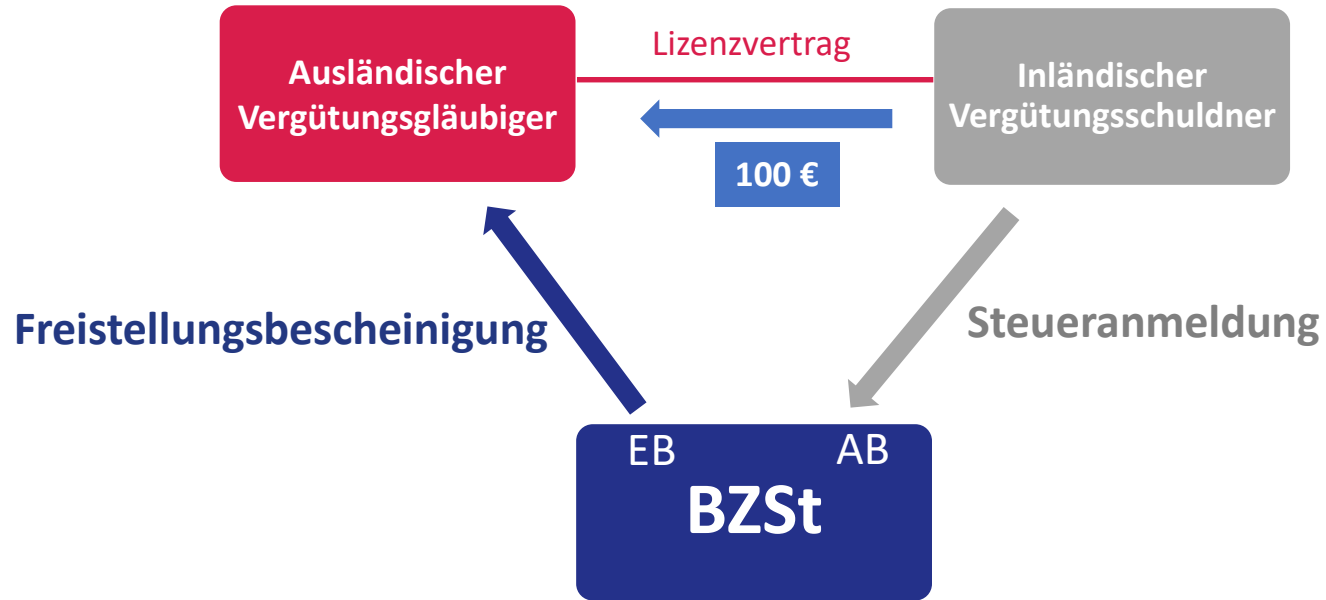 Lizenzvertrag
Ausländischer
Vergütungsgläubiger
Inländischer
Vergütungsschuldner
100 €
Freistellungsbescheinigung
Steueranmeldung
EB
AB
BZSt